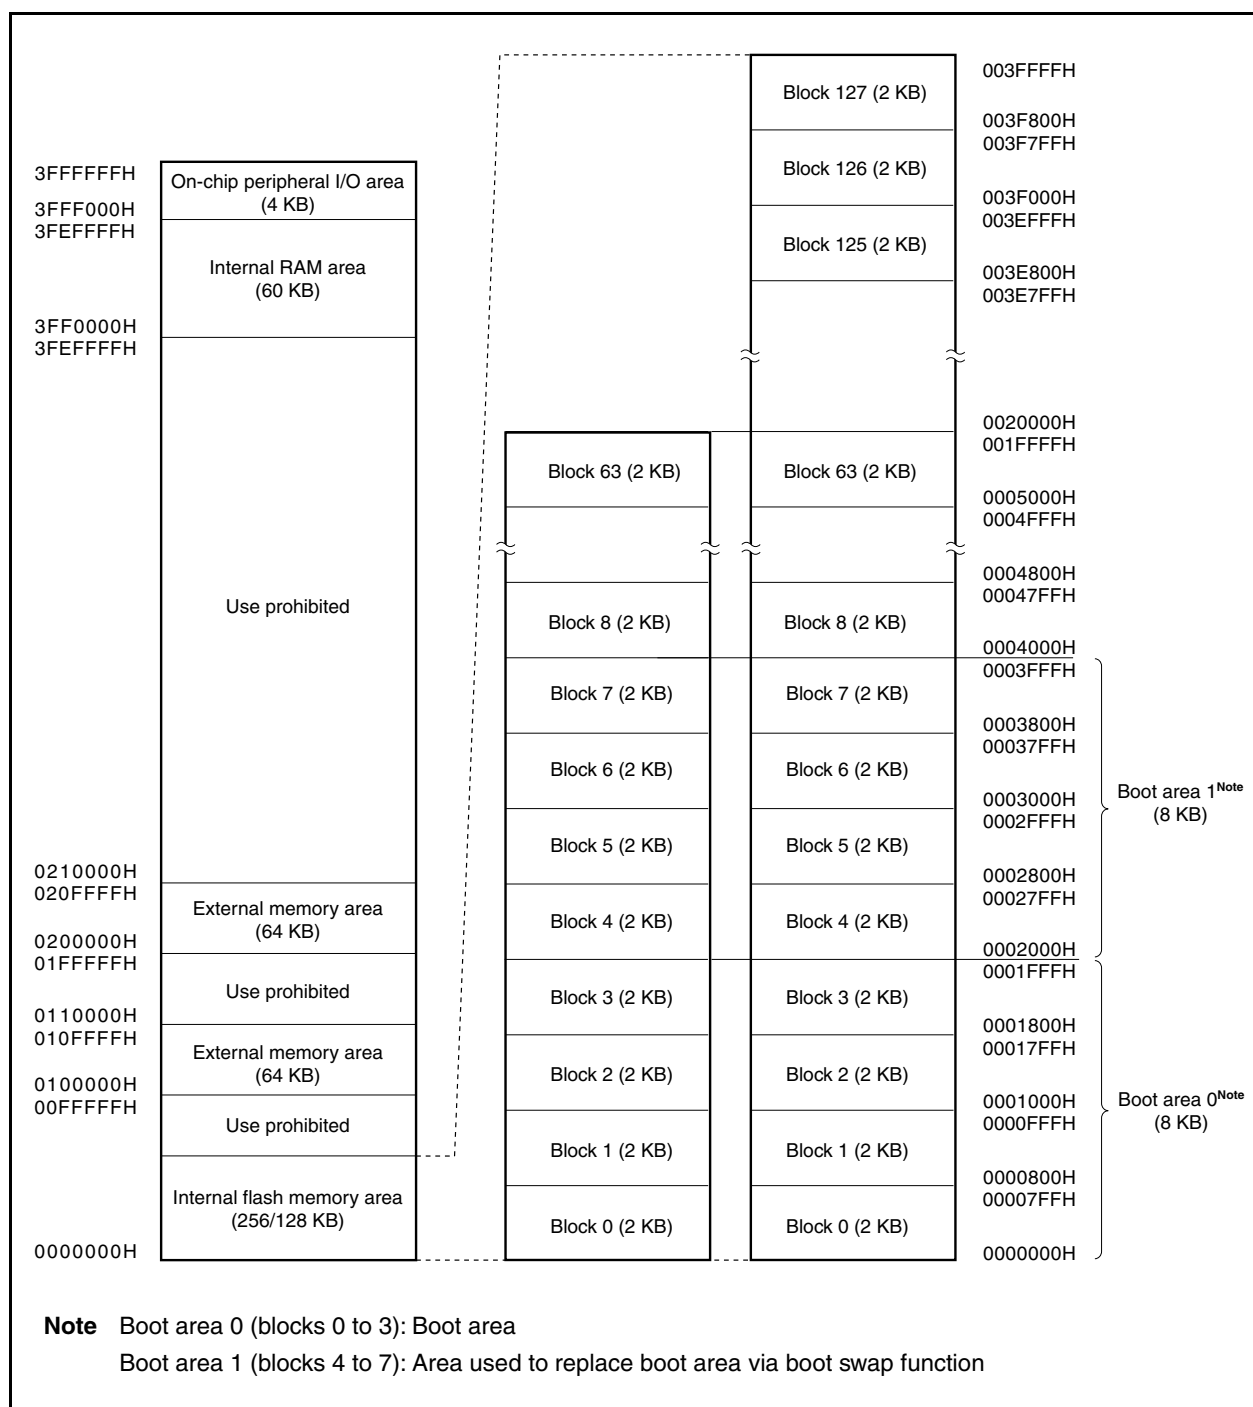 3FFFFFFH
On-chip peripheral I/O area
(4 KB)
3FFF000H
3FEFFFFH
Internal RAM area
(60 KB)
3FF0000H
3FEFFFFH
Use prohibited
0210000H
020FFFFH
External memory area
(64 KB)
0200000H
01FFFFFH
Use prohibited
0110000H
010FFFFH
External memory area
(64 KB)
0100000H
00FFFFFH
Use prohibited
Internal flash memory area
(256/128 KB)
0000000H
Block 63 (2 KB)
Block 8 (2 KB)
Block 7 (2 KB)
Block 6 (2 KB)
Block 5 (2 KB)
Block 4 (2 KB)
Block 3 (2 KB)
Block 2 (2 KB)
Block 1 (2 KB)
Block 0 (2 KB)
Block 127 (2 KB)
Block 126 (2 KB)
Block 125 (2 KB)
Block 63 (2 KB)
Block 8 (2 KB)
Block 7 (2 KB)
Block 6 (2 KB)
Block 5 (2 KB)
Block 4 (2 KB)
Block 3 (2 KB)
Block 2 (2 KB)
Block 1 (2 KB)
Block 0 (2 KB)
003FFFFH
003F800H
003F7FFH
003F000H
003EFFFH
003E800H
003E7FFH
0020000H
001FFFFH
0005000H
0004FFFH
0004800H
00047FFH
0004000H
0003FFFH
0003800H
00037FFH
0003000H
0002FFFH
0002800H
00027FFH
0002000H
0001FFFH
0001800H
00017FFH
0001000H
0000FFFH
0000800H
00007FFH
0000000H
Boot area 1Note
(8 KB)
Boot area 0Note
(8 KB)
Note Boot area 0 (blocks 0 to 3): Boot area
Boot area 1 (blocks 4 to 7): Area used to replace boot area via boot swap function